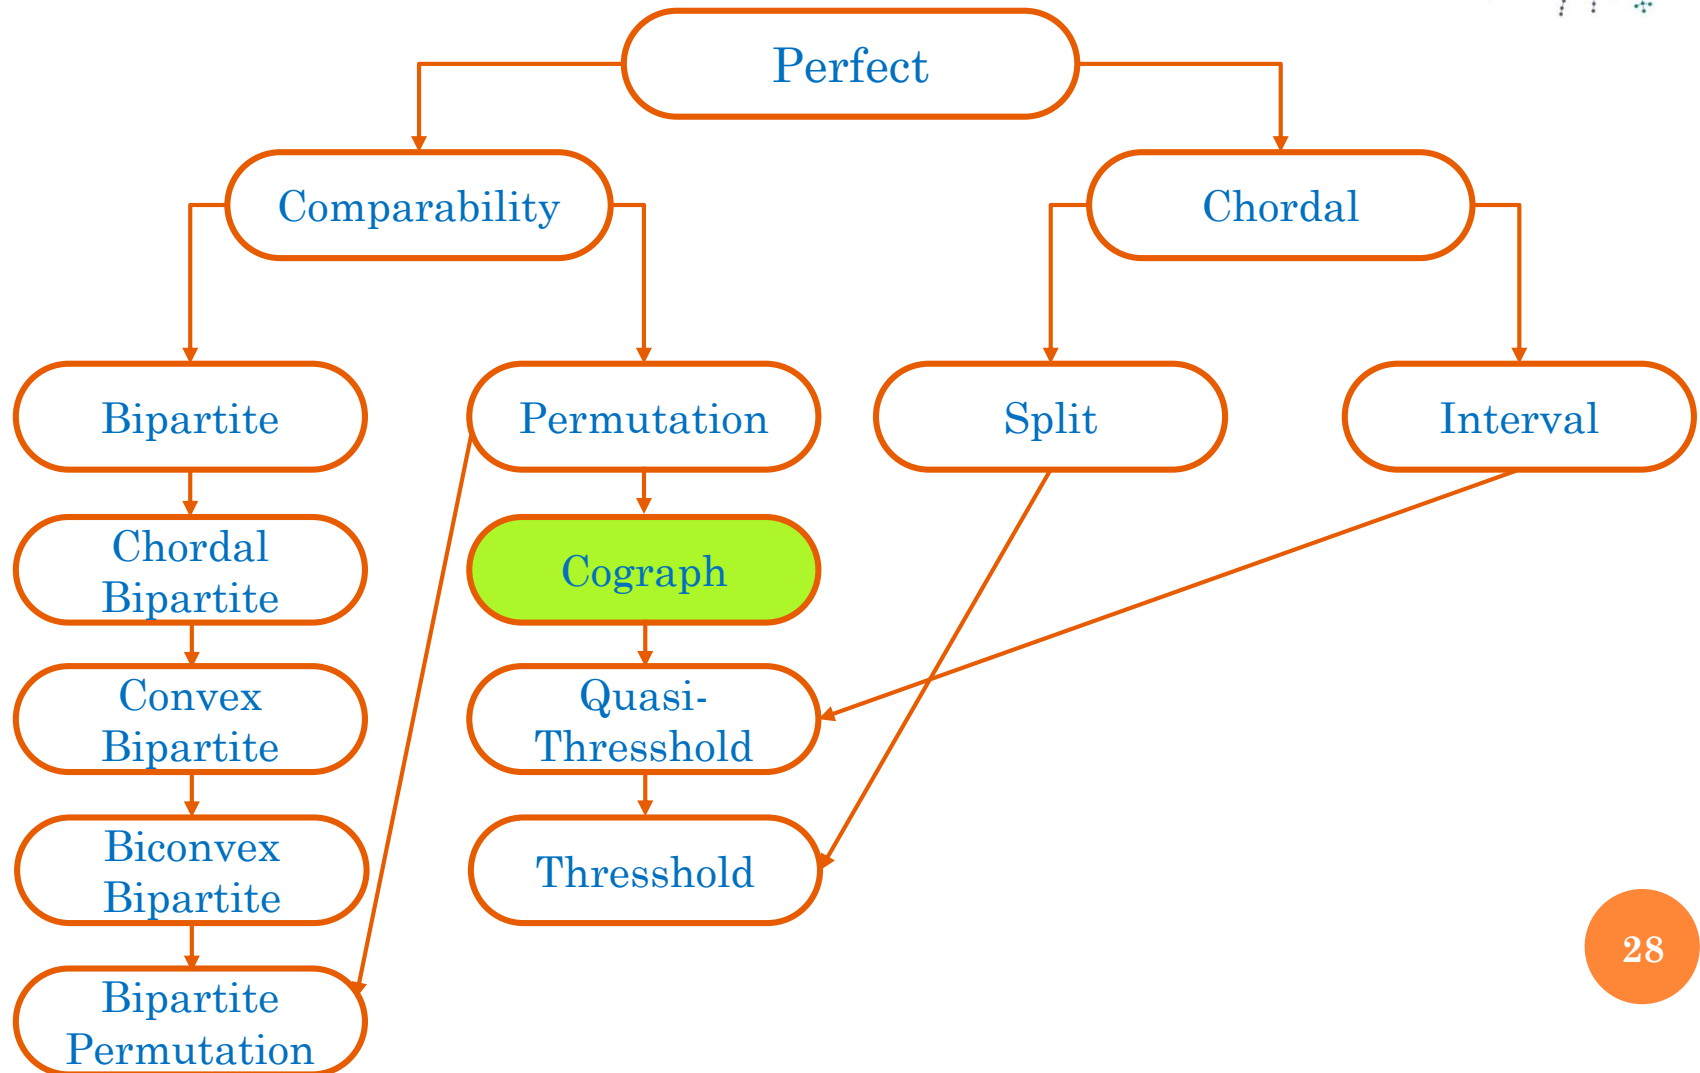 Perfect
Comparability
Chordal
Bipartite
Permutation
Split
Interval
Chordal
Bipartite
Cograph
Convex
Bipartite
Quasi-
Thresshold
Biconvex
Bipartite
Thresshold
Bipartite
Permutation
28